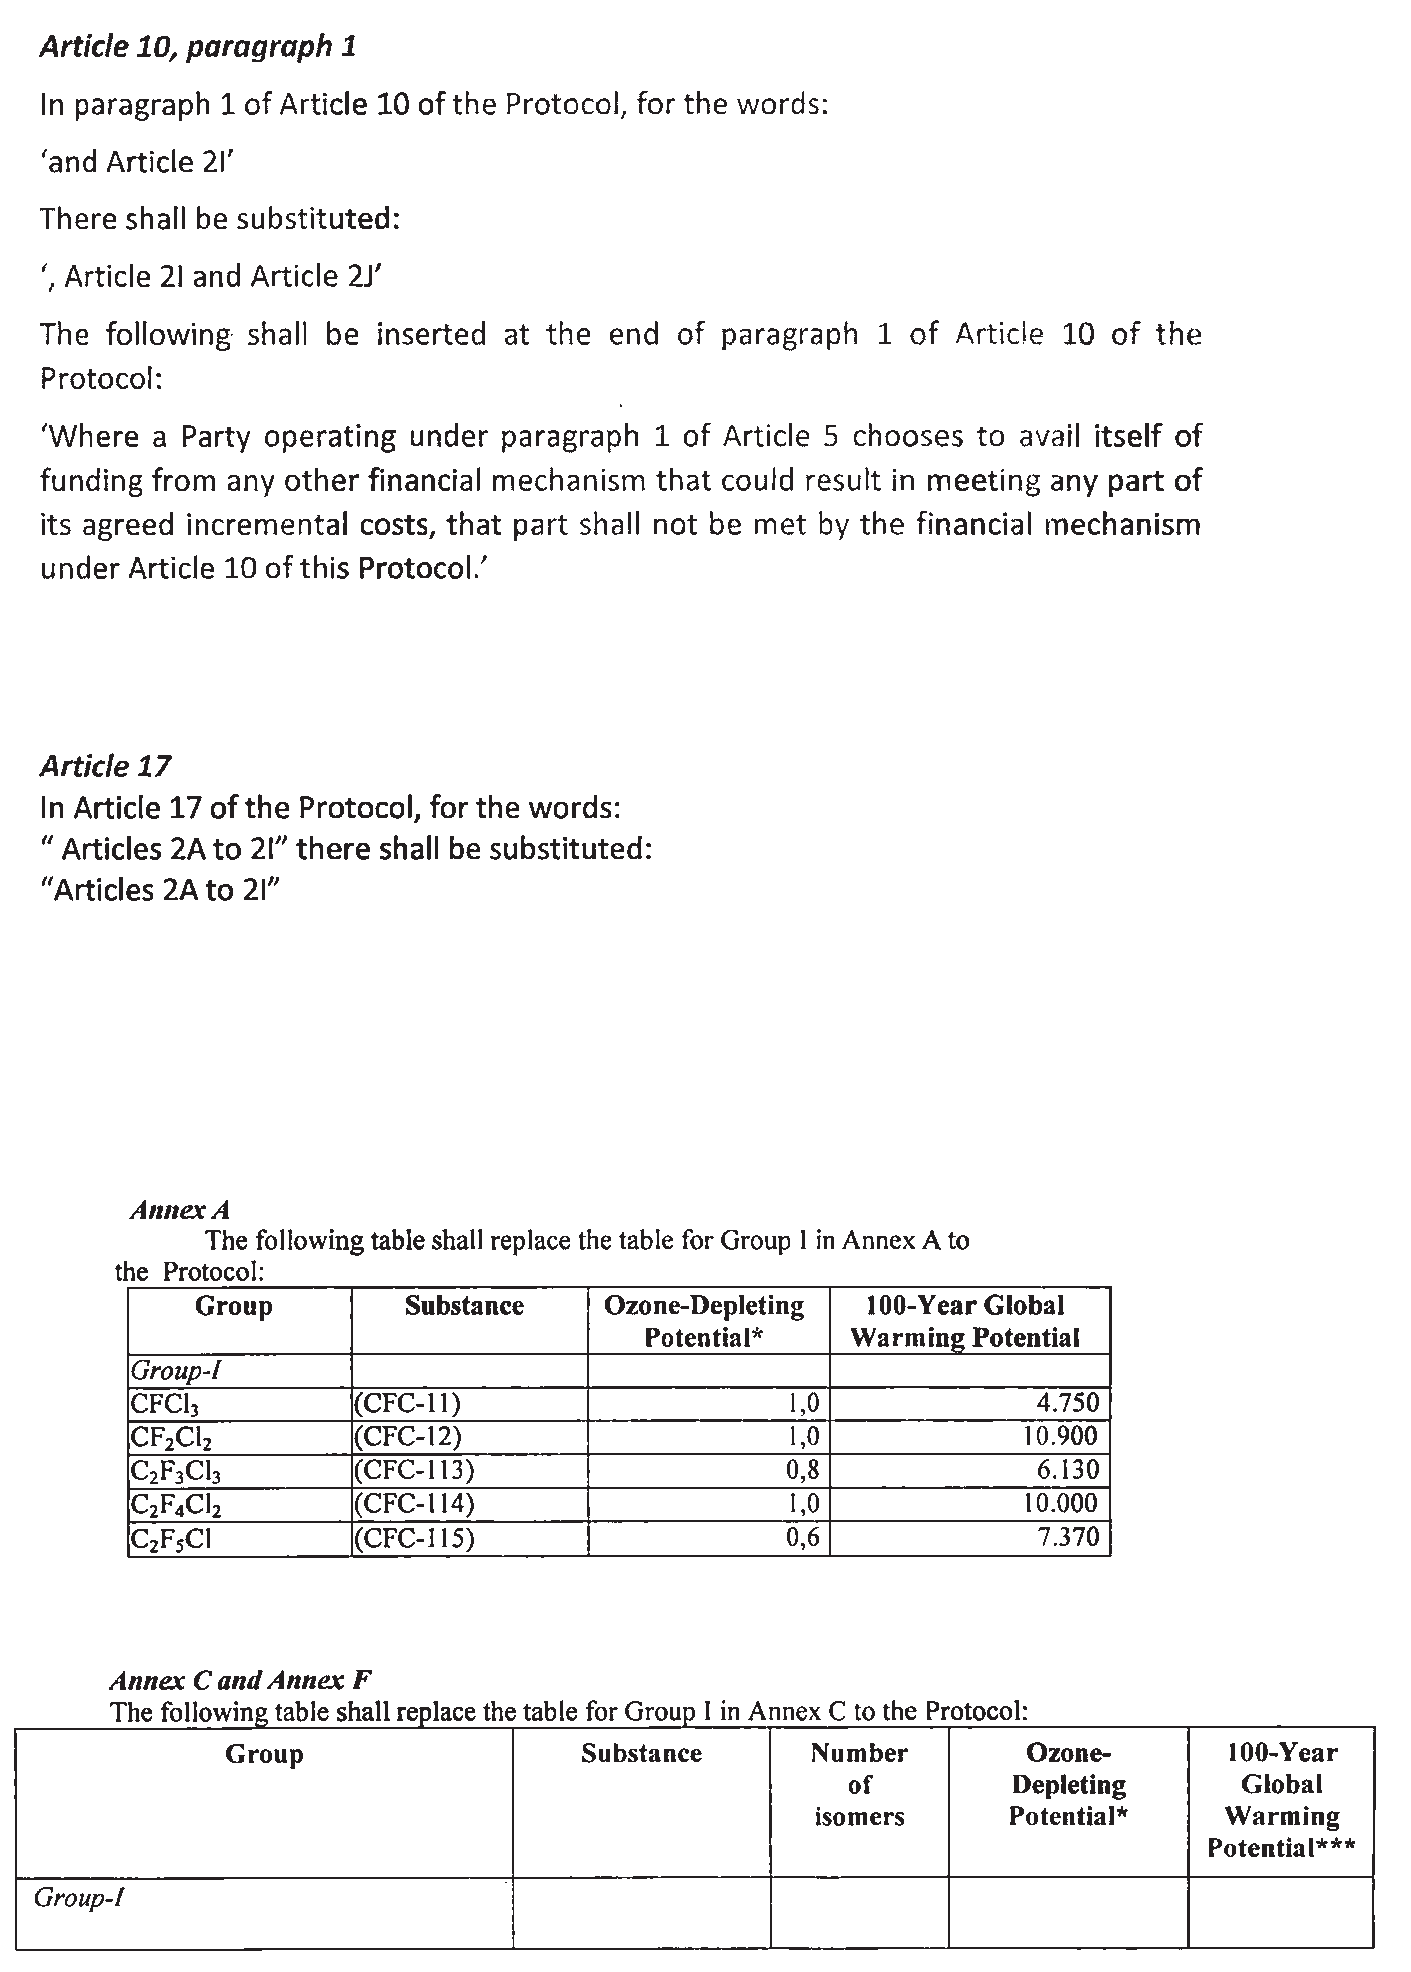 Article 10, paragraph 1
In paragraph 1 of Article 10 of the Protocol, for the words:
‘and Article 2I’
There shall be substituted:
‘, Article 2I and Article 2J’
The following shall be inserted at the end of paragraph 1 of Article 10 of the
Protocol:
‘Where a Party operating under paragraph 1 of Article 5 chooses to avail itself of
funding from any other financial mechanism that could result in meeting any part of
its agreed incremental costs, that part shall not be met by the financial mechanism
under Article 10 of this Protocol.’
Article 17
In Article 17 of the Protocol, for the words:
“ Articles 2A to 2I” there shall be substituted:
“Articles 2A to 2I”
Annex A
The following table shall replace the table for Group I in Annex A to
the Protocol:
Group Substance Ozone-Depleting 100-Year Global
Potential* Warming Potential
Group-I
CFCl₃ (CFC-11) 1,0 4.750
CF₂Cl₂ (CFC-12) 1,0 10.900
C₂F₃Cl₃ (CFC-113) 0,8 6.130
C₂F₄Cl₂ (CFC-114) 1,0 10.000
C₂F₅Cl (CFC-115) 0,6 7.370
Annex C and Annex F
The following table shall replace the table for Group I in Annex C to the Protocol:
Group Substance Number Ozone- 100-Year
of Depleting Global
isomers Potential* Warming
Potential***
Group-I